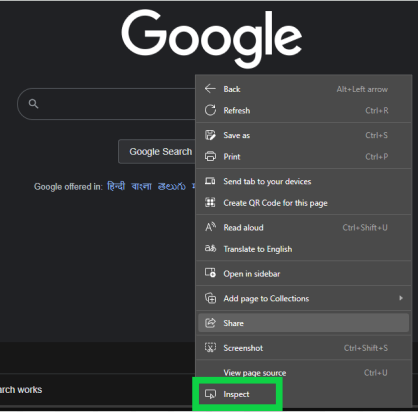 Google
Google Search
Google offered in: हिन्दी বাংলা తెలుగు
Back Alt+Left arrow
Refresh Ctrl+R
Save as Ctrl+S
Print Ctrl+P
Send tab to your devices
Create QR Code for this page
Read aloud Ctrl+Shift+U
Translate to English
Open in sidebar
Add page to Collections
Share
Screenshot Ctrl+Shift+S
View page source Ctrl+U
Inspect
arch works